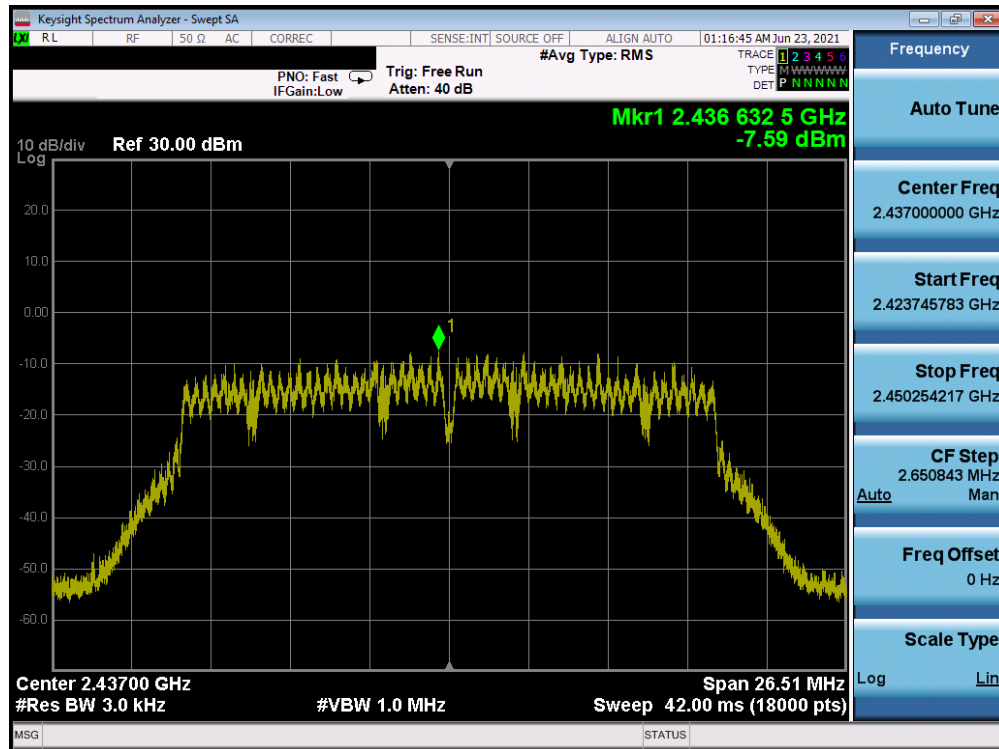 Keysight Spectrum Analyzer - Swept SA
LXI RL RF 50 Ω AC CORREC SENSE:INT SOURCE OFF ALIGN AUTO 01:16:45 AM Jun 23, 2021
#Avg Type: RMS TRACE 1 2 3 4 5 6
PNO: Fast Trig: Free Run TYPE M WWWWW
IFGain:Low Atten: 40 dB DET P N N N N N
Frequency
Mkr1 2.436 632 5 GHz
-7.59 dBm
10 dB/div Ref 30.00 dBm
Log
20.0
10.0
0.00
-10.0
-20.0
-30.0
-40.0
-50.0
-60.0
1
Center 2.43700 GHz Span 26.51 MHz
#Res BW 3.0 kHz #VBW 1.0 MHz Sweep 42.00 ms (18000 pts)
MSG STATUS
Auto Tune
Center Freq
2.437000000 GHz
Start Freq
2.423745783 GHz
Stop Freq
2.450254217 GHz
CF Step
2.650843 MHz
Auto Man
Freq Offset
0 Hz
Scale Type
Log Lin